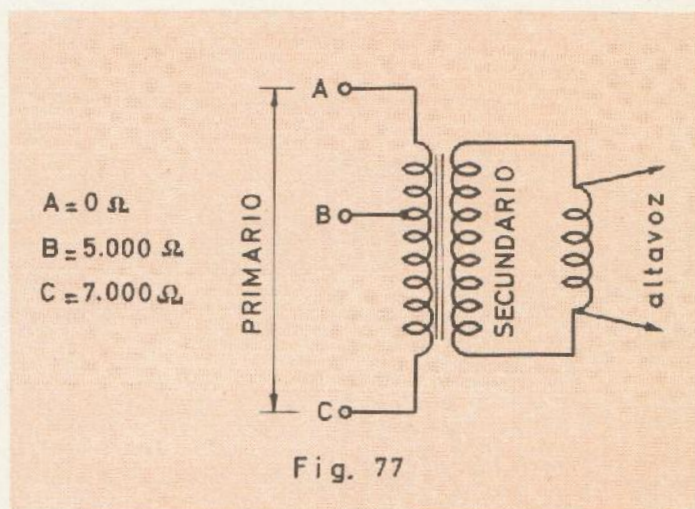 A
A = 0 Ω
B
B = 5.000 Ω
C = 7.000 Ω
C
PRIMARIO
SECUNDARIO
altavoz
Fig. 77